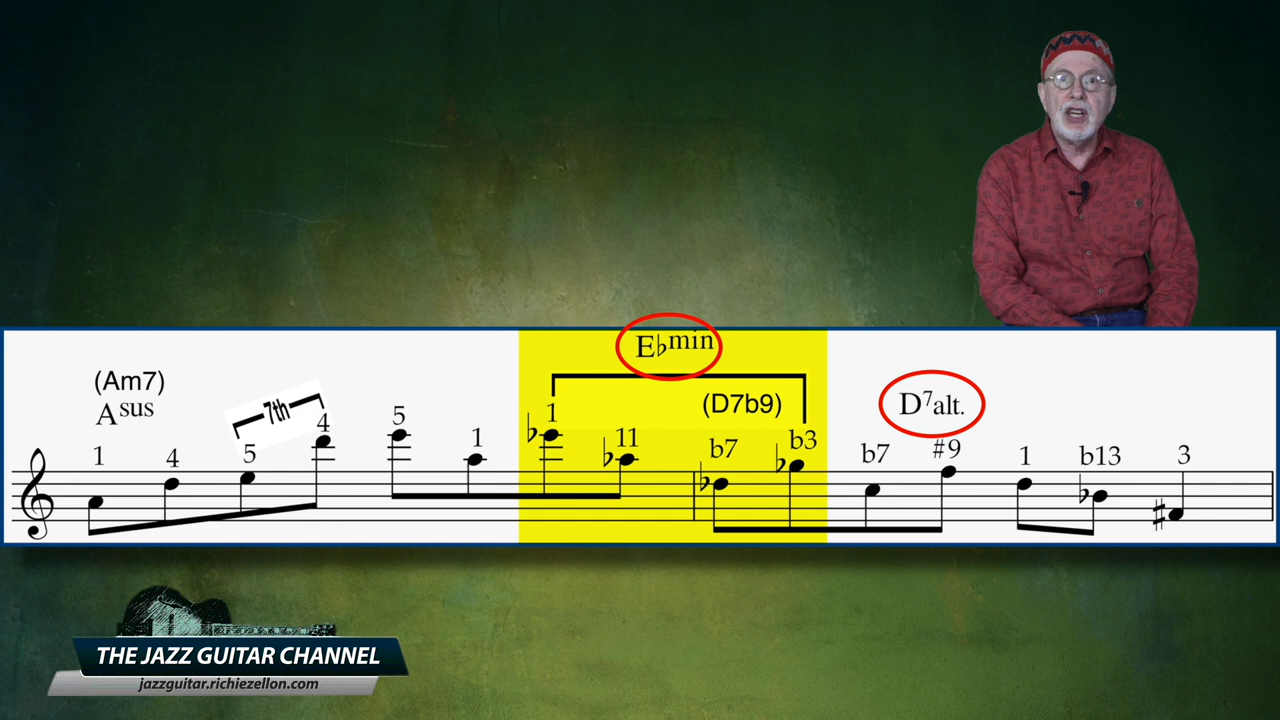 E♭min
(Am7)
Asus
(D7b9)
D7alt.
7th
1 4 5 4 5 1 1 11 b7 b3 b7 #9 1 b13 3
THE JAZZ GUITAR CHANNEL
jazzguitar.richiezellon.com